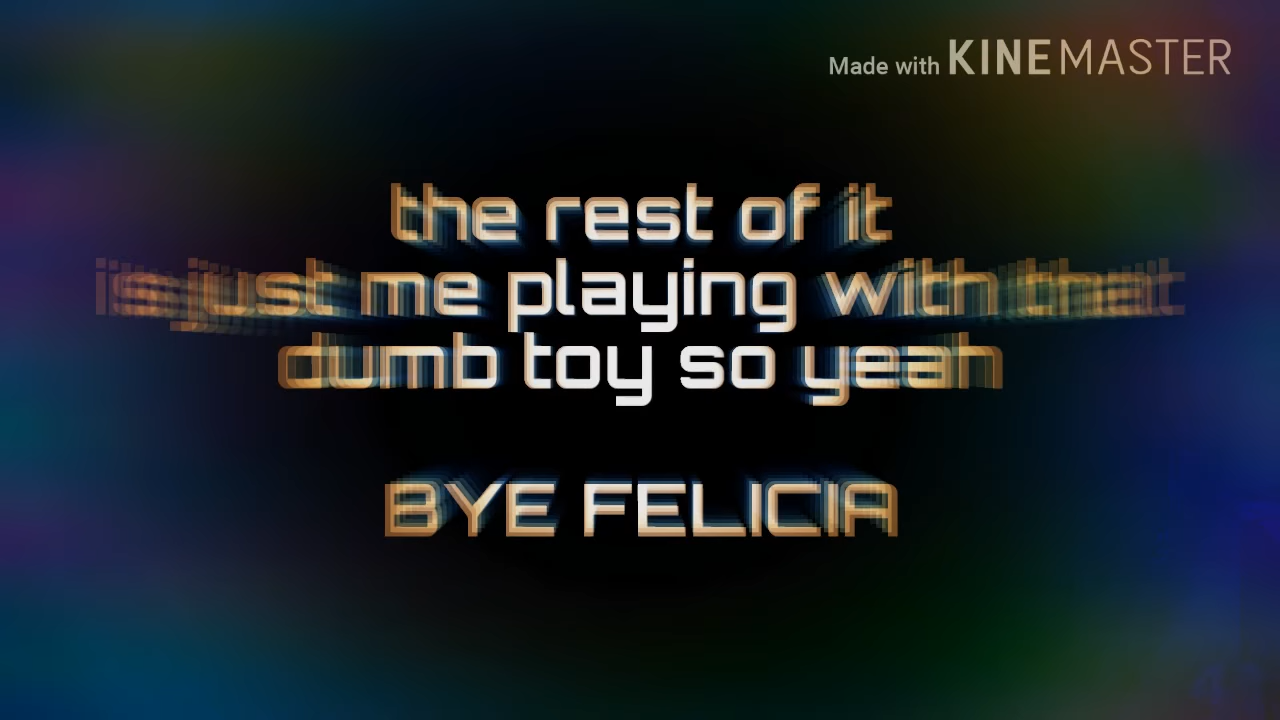 Made with KINEMASTER
the rest of it
is just me playing with that
dumb toy so yeah
BYE FELICIA